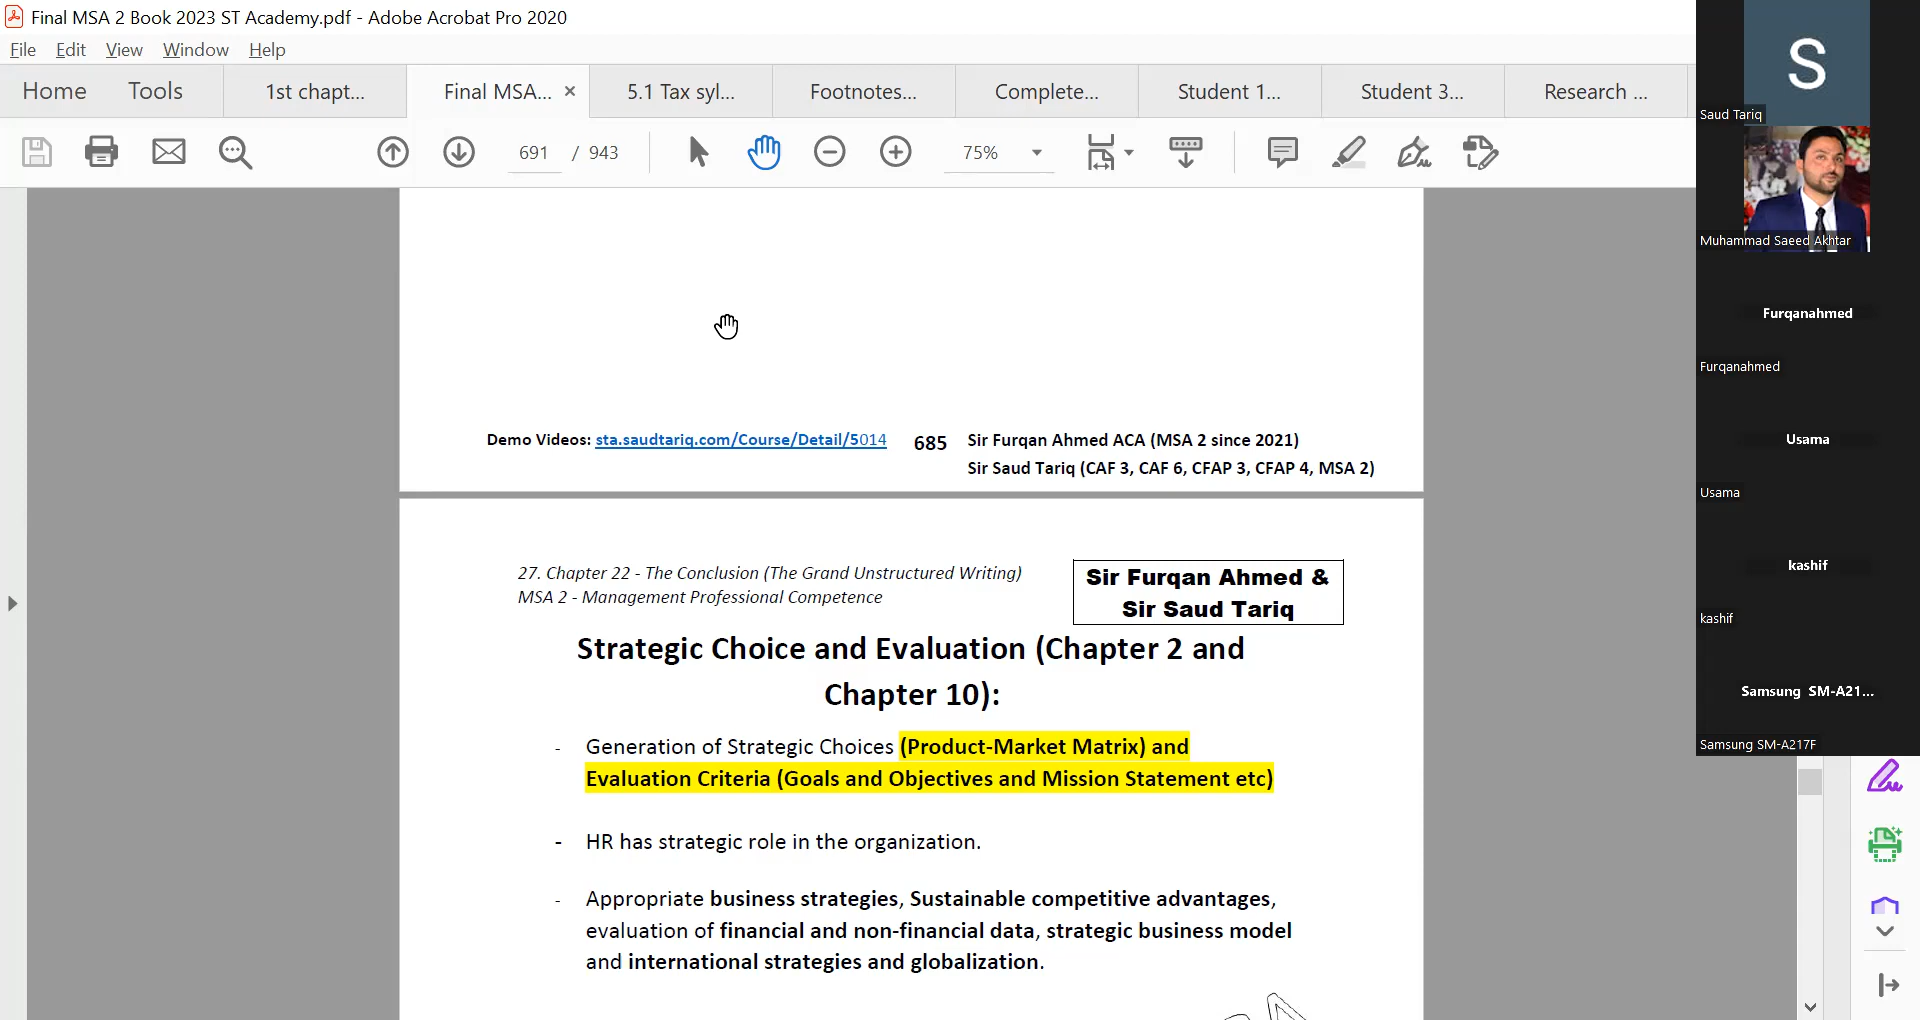 Final MSA 2 Book 2023 ST Academy.pdf - Adobe Acrobat Pro 2020
File Edit View Window Help
Home Tools 1st chapt... Final MSA... × 5.1 Tax syl... Footnotes... Complete... Student 1... Student 3... Research ...
691 / 943 75%
Demo Videos: sta.saudtariq.com/Course/Detail/5014 685 Sir Furqan Ahmed ACA (MSA 2 since 2021)
Sir Saud Tariq (CAF 3, CAF 6, CFAP 3, CFAP 4, MSA 2)
27. Chapter 22 - The Conclusion (The Grand Unstructured Writing)
MSA 2 - Management Professional Competence
Sir Furqan Ahmed &
Sir Saud Tariq
Strategic Choice and Evaluation (Chapter 2 and
Chapter 10):
- Generation of Strategic Choices (Product-Market Matrix) and
Evaluation Criteria (Goals and Objectives and Mission Statement etc)
- HR has strategic role in the organization.
- Appropriate business strategies, Sustainable competitive advantages,
evaluation of financial and non-financial data, strategic business model
and international strategies and globalization.
S
Saud Tariq
Muhammad Saeed Akhtar
Furqanahmed
Furqanahmed
Usama
Usama
kashif
kashif
Samsung SM-A21...
Samsung SM-A217F